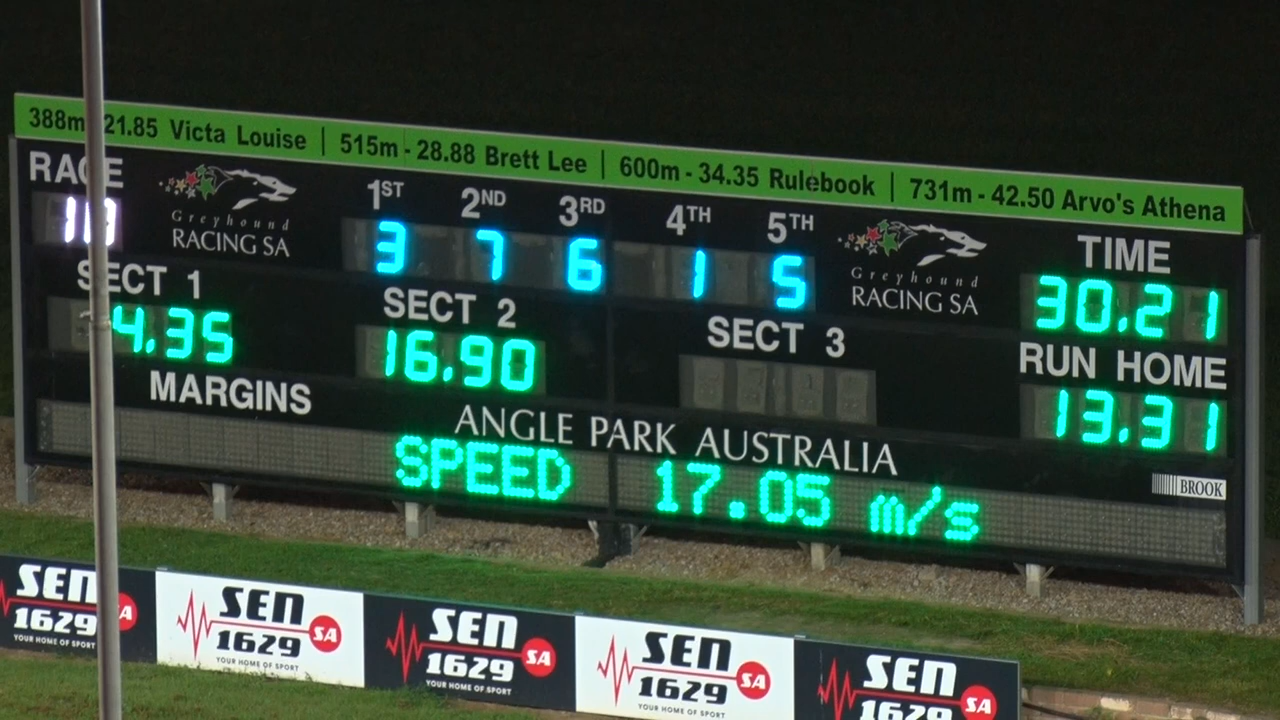 388m 21.85 Victa Louise | 515m - 28.88 Brett Lee | 600m - 34.35 Rulebook | 731m - 42.50 Arvo's Athena
RACE
10
Greyhound
RACING SA
1ST 2ND 3RD 4TH 5TH
3 7 6 1 5
Greyhound
RACING SA
TIME
30.21
SECT 1
4.35
SECT 2
16.90
SECT 3
RUN HOME
13.31
MARGINS
ANGLE PARK AUSTRALIA
SPEED 17.05 m/s
BROOK
SEN
1629
YOUR HOME OF SPORT
SEN
1629 SA
YOUR HOME OF SPORT
SEN
1629 SA
YOUR HOME OF SPORT
SEN
1629 SA
YOUR HOME OF SPORT
SEN
1629 SA